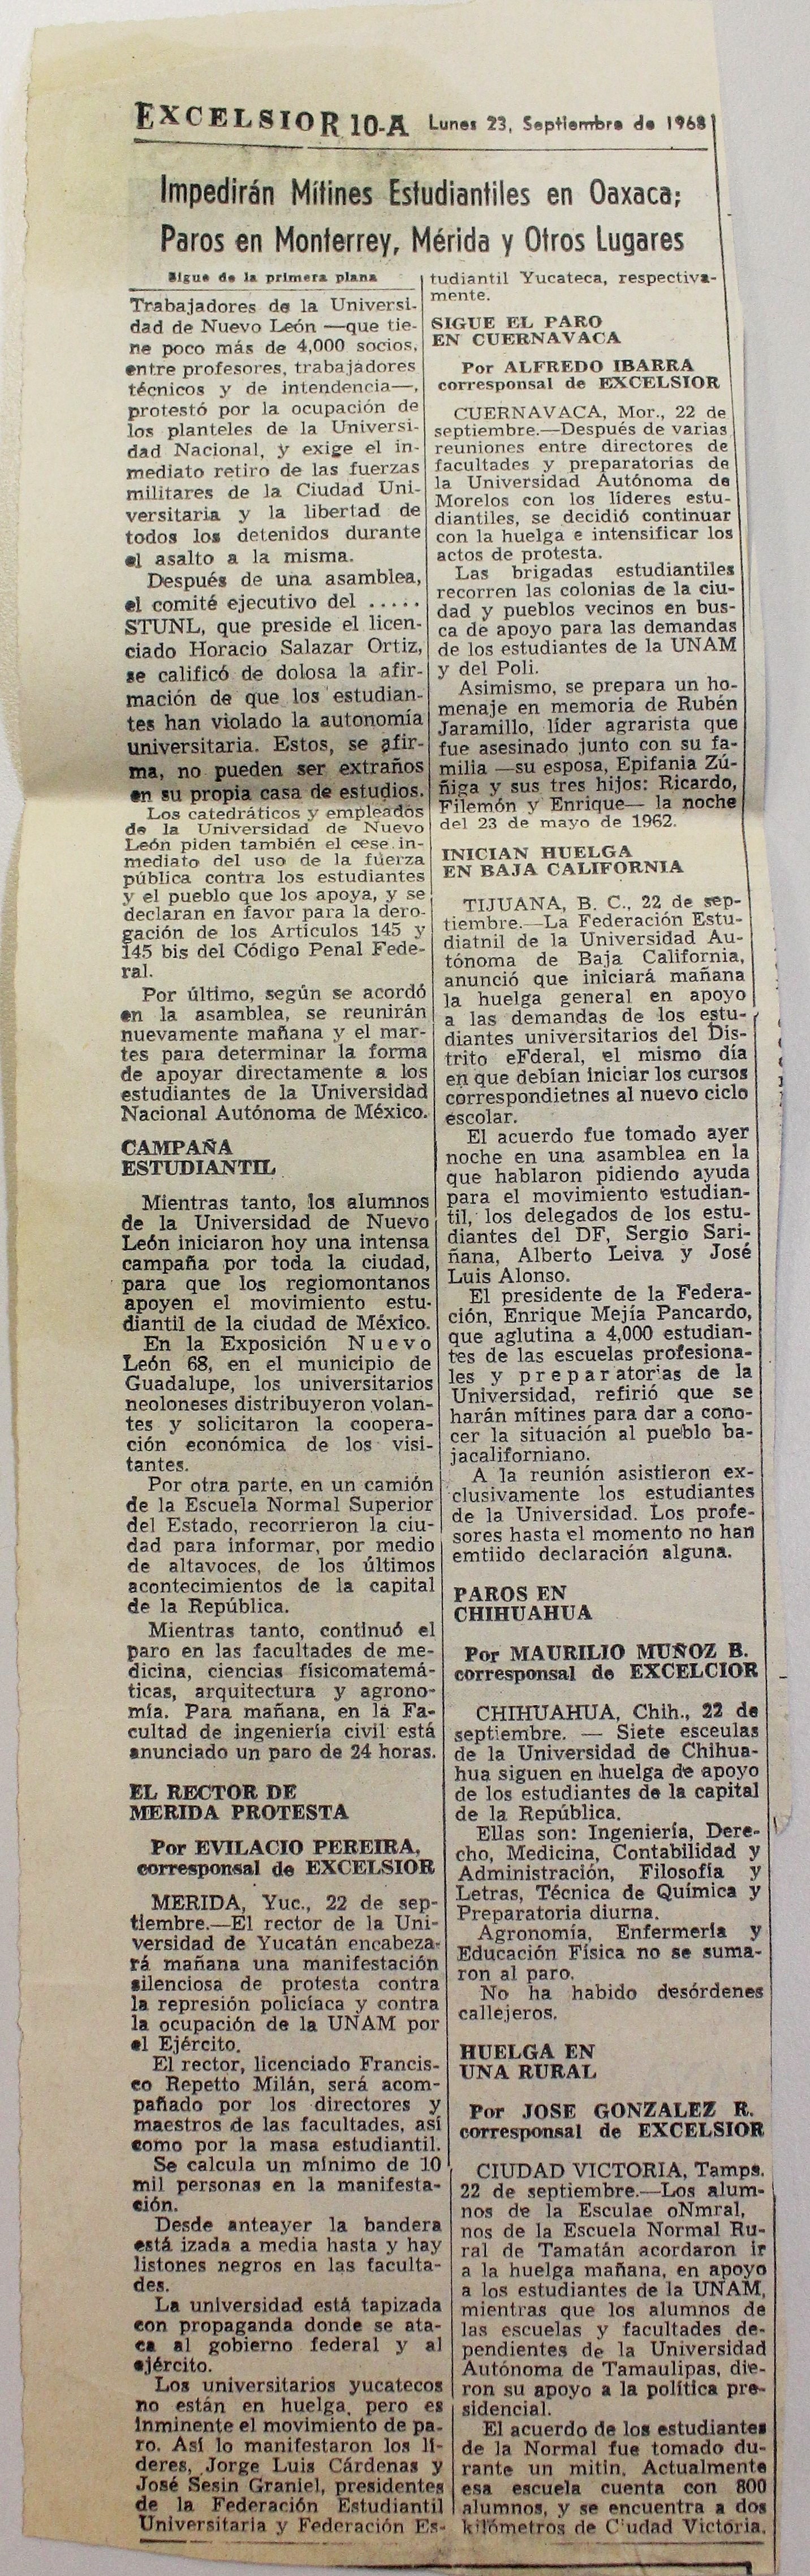 EXCELSIOR 10-A Lunes 23, Septiembre de 1968
Impedirán Mítines Estudiantiles en Oaxaca;
Paros en Monterrey, Mérida y Otros Lugares
Sigue de la primera plana
Trabajadores de la Universi-
dad de Nuevo León —que tie-
ne poco más de 4,000 socios,
entre profesores, trabajadores
técnicos y de intendencia—,
protestó por la ocupación de
los planteles de la Universi-
dad Nacional, y exige el in-
mediato retiro de las fuerzas
militares de la Ciudad Uni-
versitaria y la libertad de
todos los detenidos durante
el asalto a la misma.
Después de una asamblea,
el comité ejecutivo del .....
STUNL, que preside el licen-
ciado Horacio Salazar Ortiz,
se calificó de dolosa la afir-
mación de que los estudian-
tes han violado la autonomía
universitaria. Estos, se afir-
ma, no pueden ser extraños
en su propia casa de estudios.
Los catedráticos y empleados
de la Universidad de Nuevo
León piden también el cese in-
mediato del uso de la fuerza
pública contra los estudiantes
y el pueblo que los apoya, y se
declaran en favor para la dero-
gación de los Artículos 145 y
145 bis del Código Penal Fede-
ral.
Por último, según se acordó
en la asamblea, se reunirán
nuevamente mañana y el mar-
tes para determinar la forma
de apoyar directamente a los
estudiantes de la Universidad
Nacional Autónoma de México.
CAMPAÑA
ESTUDIANTIL
Mientras tanto, los alumnos
de la Universidad de Nuevo
León iniciaron hoy una intensa
campaña por toda la ciudad,
para que los regiomontanos
apoyen el movimiento estu-
diantil de la ciudad de México.
En la Exposición Nuevo
León 68, en el municipio de
Guadalupe, los universitarios
neoloneses distribuyeron volan-
tes y solicitaron la coopera-
ción económica de los visi-
tantes.
Por otra parte, en un camión
de la Escuela Normal Superior
del Estado, recorrieron la ciu-
dad para informar, por medio
de altavoces, de los últimos
acontecimientos de la capital
de la República.
Mientras tanto, continuó el
paro en las facultades de me-
dicina, ciencias fisicomatemá-
ticas, arquitectura y agrono-
mía. Para mañana, en la Fa-
cultad de ingeniería civil está
anunciado un paro de 24 horas.
EL RECTOR DE
MERIDA PROTESTA
Por EVILACIO PEREIRA,
corresponsal de EXCELSIOR
MERIDA, Yuc., 22 de sep-
tiembre.—El rector de la Uni-
versidad de Yucatán encabeza-
rá mañana una manifestación
silenciosa de protesta contra
la represión policíaca y contra
la ocupación de la UNAM por
el Ejército.
El rector, licenciado Francis-
co Repetto Milán, será acom-
pañado por los directores y
maestros de las facultades, así
como por la masa estudiantil.
Se calcula un mínimo de 10
mil personas en la manifesta-
ción.
Desde anteayer la bandera
está izada a media hasta y hay
listones negros en las faculta-
des.
La universidad está tapizada
con propaganda donde se ata-
ca al gobierno federal y al
ejército.
Los universitarios yucatecos
no están en huelga, pero es
inminente el movimiento de pa-
ro. Así lo manifestaron los lí-
deres, Jorge Luis Cárdenas y
José Sesin Graniel, presidentes
de la Federación Estudiantil
Universitaria y Federación Es-
tudiantil Yucateca, respectiva-
mente.
SIGUE EL PARO
EN CUERNAVACA
Por ALFREDO IBARRA
corresponsal de EXCELSIOR
CUERNAVACA, Mor., 22 de
septiembre.—Después de varias
reuniones entre directores de
facultades y preparatorias de
la Universidad Autónoma de
Morelos con los líderes estu-
diantiles, se decidió continuar
con la huelga e intensificar los
actos de protesta.
Las brigadas estudiantiles
recorren las colonias de la ciu-
dad y pueblos vecinos en bus-
ca de apoyo para las demandas
de los estudiantes de la UNAM
y del Poli.
Asimismo, se prepara un ho-
menaje en memoria de Rubén
Jaramillo, líder agrarista que
fue asesinado junto con su fa-
milia —su esposa, Epifania Zú-
ñiga y sus tres hijos: Ricardo,
Filemón y Enrique— la noche
del 23 de mayo de 1962.
INICIAN HUELGA
EN BAJA CALIFORNIA
TIJUANA, B. C., 22 de sep-
tiembre.—La Federación Estu-
diatnil de la Universidad Au-
tónoma de Baja California,
anunció que iniciará mañana
la huelga general en apoyo
a las demandas de los estu-
diantes universitarios del Dis-
trito eFderal, el mismo día
en que debían iniciar los cursos
correspondietnes al nuevo ciclo
escolar.
El acuerdo fue tomado ayer
noche en una asamblea en la
que hablaron pidiendo ayuda
para el movimiento estudian-
til, los delegados de los estu-
diantes del DF, Sergio Sari-
ñana, Alberto Leiva y José
Luis Alonso.
El presidente de la Federa-
ción, Enrique Mejía Pancardo,
que aglutina a 4,000 estudian-
tes de las escuelas profesiona-
les y preparatorias de la
Universidad, refirió que se
harán mítines para dar a cono-
cer la situación al pueblo ba-
jacaliforniano.
A la reunión asistieron ex-
clusivamente los estudiantes
de la Universidad. Los profe-
sores hasta el momento no han
emtiido declaración alguna.
PAROS EN
CHIHUAHUA
Por MAURILIO MUÑOZ B.
corresponsal de EXCELCIOR
CHIHUAHUA, Chih., 22 de
septiembre. — Siete esceulas
de la Universidad de Chihua-
hua siguen en huelga de apoyo
de los estudiantes de la capital
de la República.
Ellas son: Ingeniería, Dere-
cho, Medicina, Contabilidad y
Administración, Filosofía y
Letras, Técnica de Química y
Preparatoria diurna.
Agronomía, Enfermería y
Educación Física no se suma-
ron al paro.
No ha habido desórdenes
callejeros.
HUELGA EN
UNA RURAL
Por JOSE GONZALEZ R.
corresponsal de EXCELSIOR
CIUDAD VICTORIA, Tamps.
22 de septiembre.—Los alum-
nos de la Esculae oNmral,
nos de la Escuela Normal Ru-
ral de Tamatán acordaron ir
a la huelga mañana, en apoyo
a los estudiantes de la UNAM,
mientras que los alumnos de
las escuelas y facultades de-
pendientes de la Universidad
Autónoma de Tamaulipas, die-
ron su apoyo a la política pre-
sidencial.
El acuerdo de los estudiantes
de la Normal fue tomado du-
rante un mitin. Actualmente
esa escuela cuenta con 800
alumnos, y se encuentra a dos
kilómetros de Ciudad Victoria.